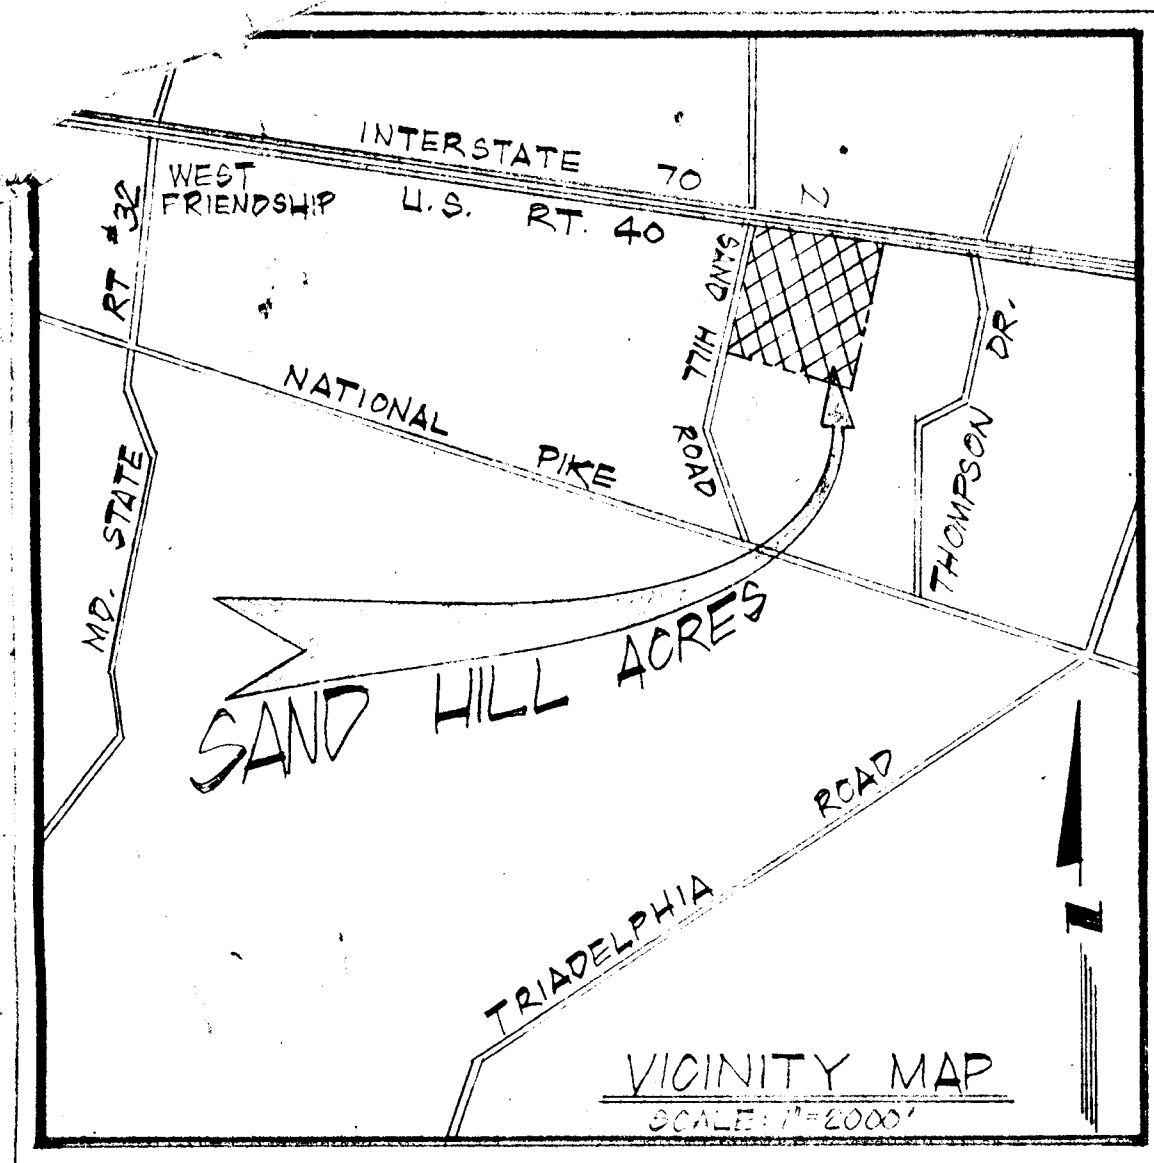 INTERSTATE 70
U.S. RT. 40
WEST
FRIENDSHIP
MD. STATE RT #32
SAND HILL ROAD
THOMPSON DR.
NATIONAL PIKE
SAND HILL ACRES
TRIADELPHIA ROAD
N
VICINITY MAP
SCALE: 1"=2000'